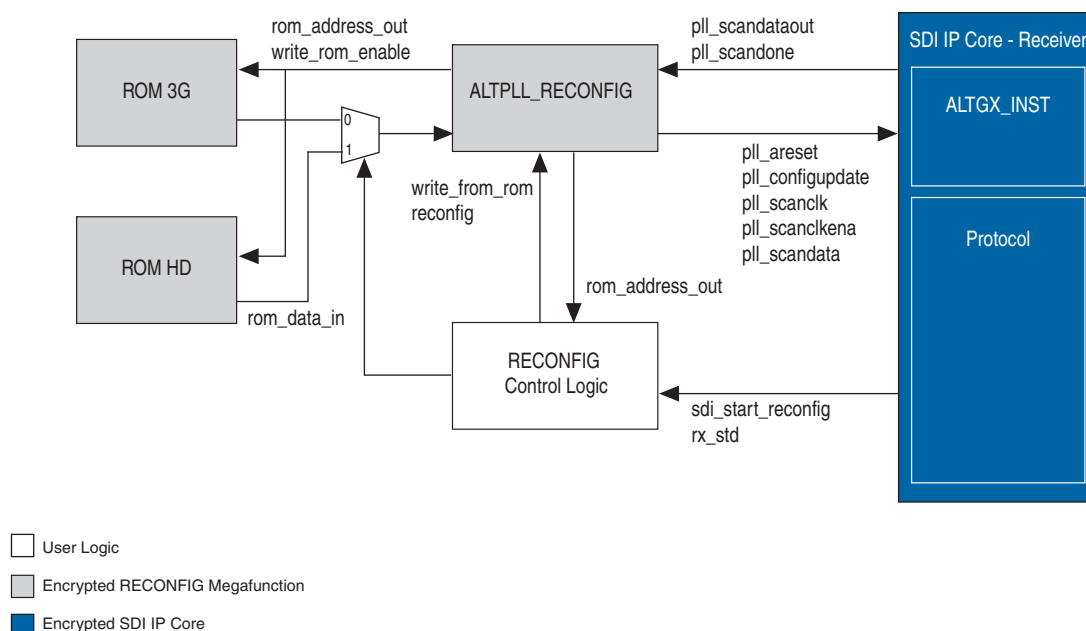 rom_address_out
write_rom_enable
pll_scandataout
pll_scandone
SDI IP Core - Receiver
ROM 3G
ALTPLL_RECONFIG
ALTGX_INST
0
1
write_from_rom
reconfig
pll_areset
pll_configupdate
pll_scanclk
pll_scanclkena
pll_scandata
Protocol
ROM HD
rom_data_in
rom_address_out
RECONFIG
Control Logic
sdi_start_reconfig
rx_std
User Logic
Encrypted RECONFIG Megafunction
Encrypted SDI IP Core